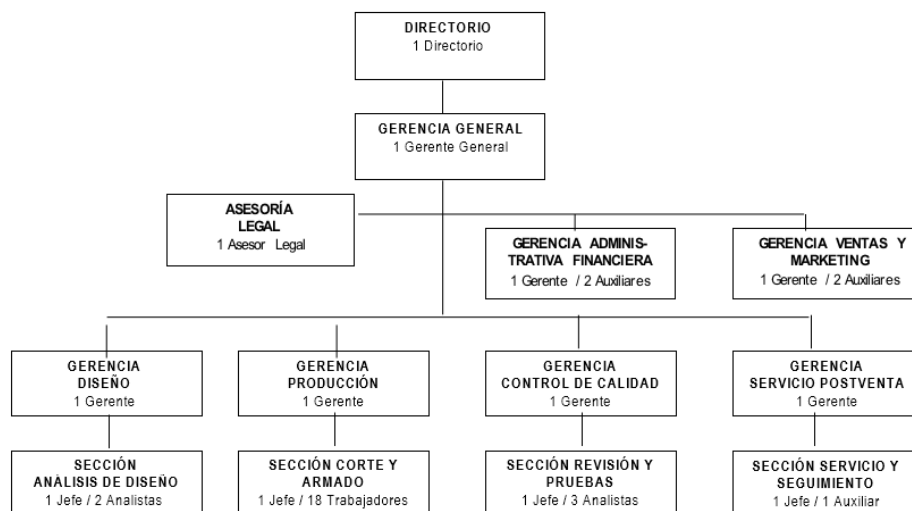 DIRECTORIO
1 Directorio
GERENCIA GENERAL
1 Gerente General
ASESORÍA
LEGAL
1 Asesor Legal
GERENCIA ADMINIS-
TRATIVA FINANCIERA
1 Gerente / 2 Auxiliares
GERENCIA VENTAS Y
MARKETING
1 Gerente / 2 Auxiliares
GERENCIA
DISEÑO
1 Gerente
GERENCIA
PRODUCCIÓN
1 Gerente
GERENCIA
CONTROL DE CALIDAD
1 Gerente
GERENCIA
SERVICIO POSTVENTA
1 Gerente
SECCIÓN
ANÀLISIS DE DISEÑO
1 Jefe / 2 Analistas
SECCIÓN CORTE Y
ARMADO
1 Jefe / 18 Trabajadores
SECCIÓN REVISIÓN Y
PRUEBAS
1 Jefe / 3 Analistas
SECCIÓN SERVICIO Y
SEGUIMIENTO
1 Jefe / 1 Auxiliar